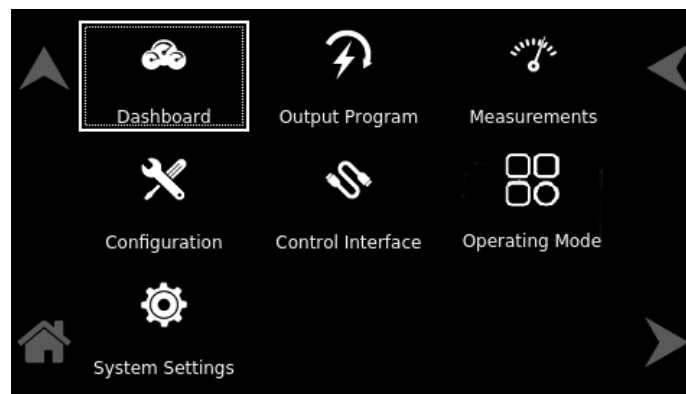 Dashboard
Output Program
Measurements
Configuration
Control Interface
Operating Mode
System Settings